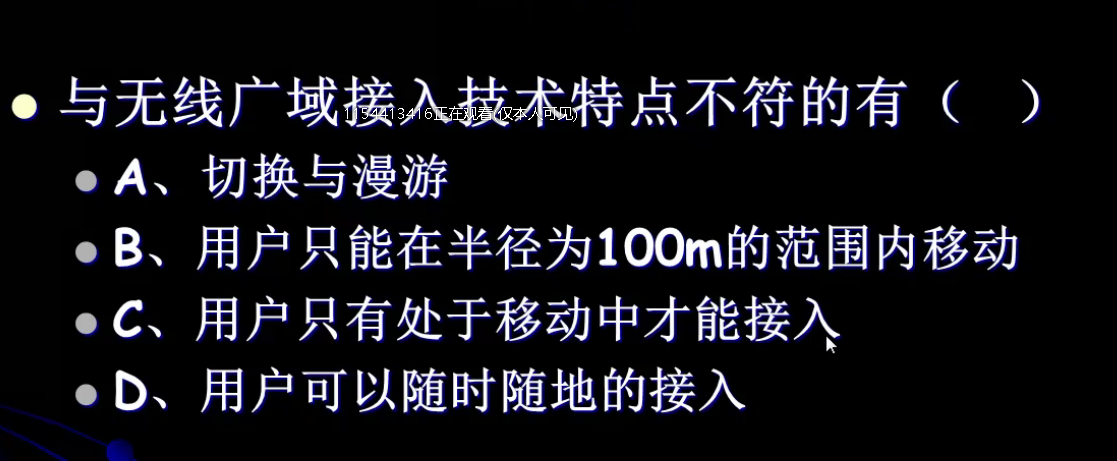 与无线广域接入技术特点不符的有（ ）
1154413416正在观看(仅本人可见)
A、切换与漫游
B、用户只能在半径为100m的范围内移动
C、用户只有处于移动中才能接入
D、用户可以随时随地的接入